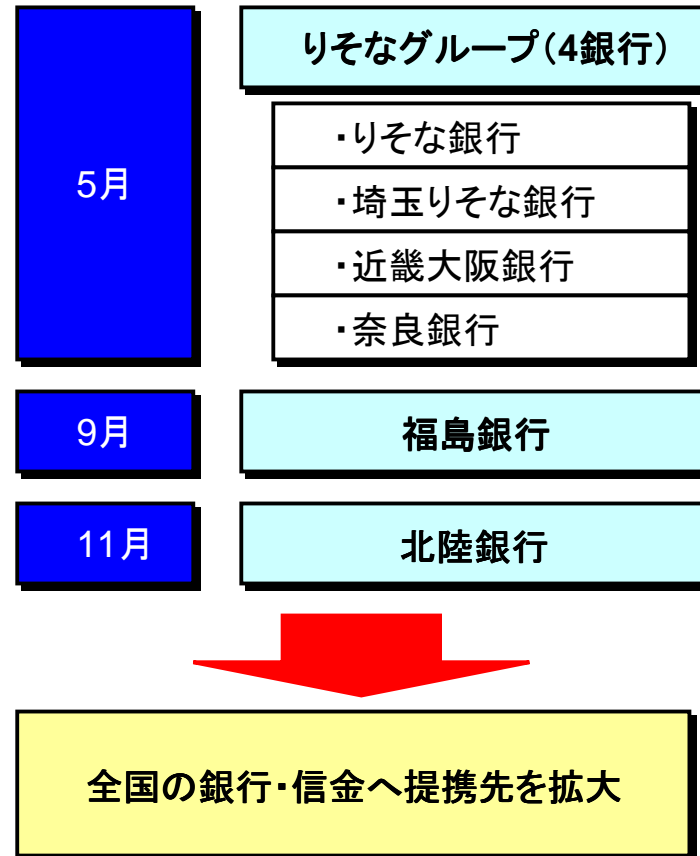 5月
りそなグループ（4銀行）
・りそな銀行
・埼玉りそな銀行
・近畿大阪銀行
・奈良銀行
9月
福島銀行
11月
北陸銀行
全国の銀行・信金へ提携先を拡大